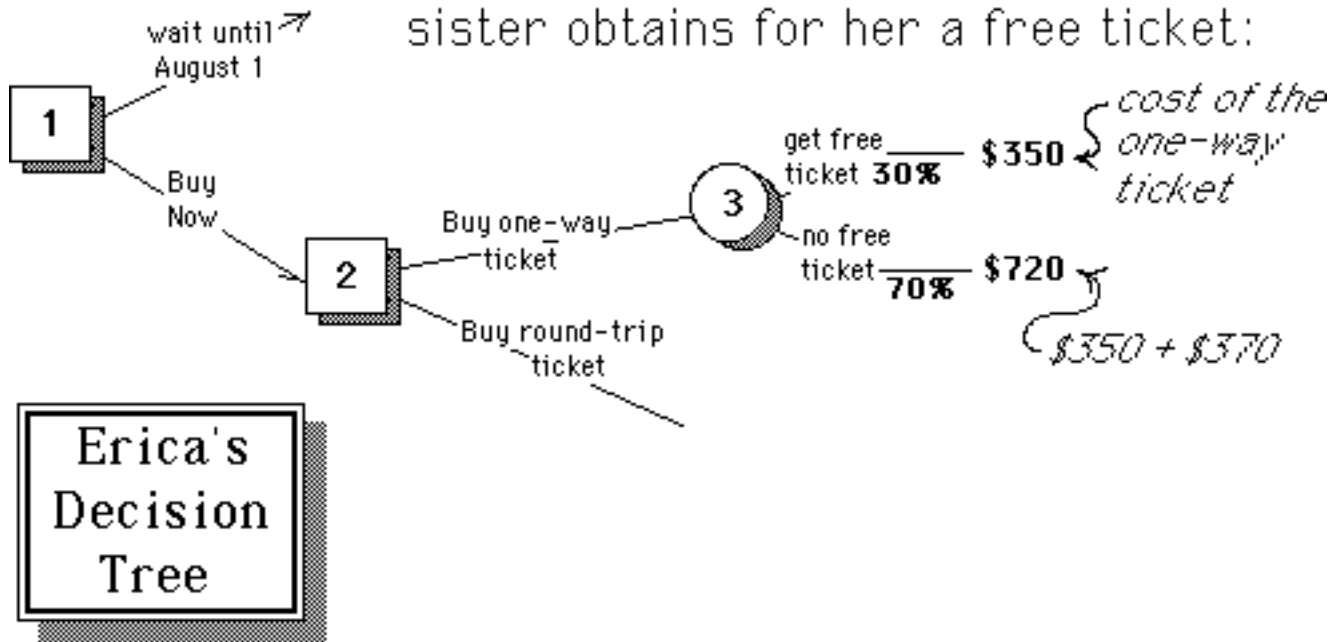 sister obtains for her a free ticket:
wait until
August 1
1
Buy
Now
2
Buy one-way
ticket
Buy round-trip
ticket
3
get free
ticket 30% $350
cost of the
one-way
ticket
no free
ticket 70% $720
$350 + $370
Erica's
Decision
Tree